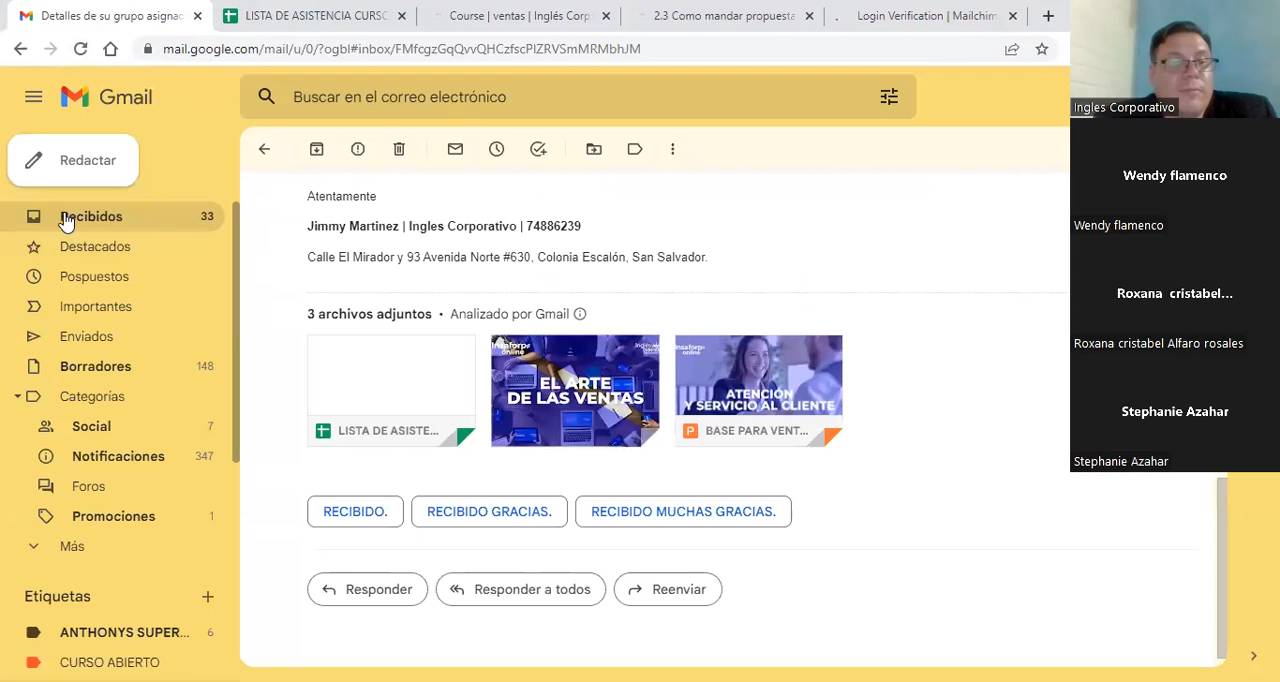 Detalles de su grupo asignac
LISTA DE ASISTENCIA CURSO
Course | ventas | Inglés Corp
2.3 Como mandar propuesta
Login Verification | Mailchim
mail.google.com/mail/u/0/?ogbl#inbox/FMfcgzGqQvvQHCzfscPlZRVSmMRMbhJM
Gmail
Buscar en el correo electrónico
Redactar
Recibidos 33
Destacados
Pospuestos
Importantes
Enviados
Borradores 148
Categorías
Social 7
Notificaciones 347
Foros
Promociones 1
Más
Etiquetas
ANTHONYS SUPER... 6
CURSO ABIERTO
Atentamente
Jimmy Martinez | Ingles Corporativo | 74886239
Calle El Mirador y 93 Avenida Norte #630, Colonia Escalón, San Salvador.
3 archivos adjuntos • Analizado por Gmail
LISTA DE ASISTE...
Insaforp
online
EL ARTE
DE LAS VENTAS
Insaforp
online
ATENCIÓN
Y SERVICIO AL CLIENTE
BASE PARA VENT...
RECIBIDO.
RECIBIDO GRACIAS.
RECIBIDO MUCHAS GRACIAS.
Responder
Responder a todos
Reenviar
Ingles Corporativo
Wendy flamenco
Wendy flamenco
Roxana cristabel...
Roxana cristabel Alfaro rosales
Stephanie Azahar
Stephanie Azahar